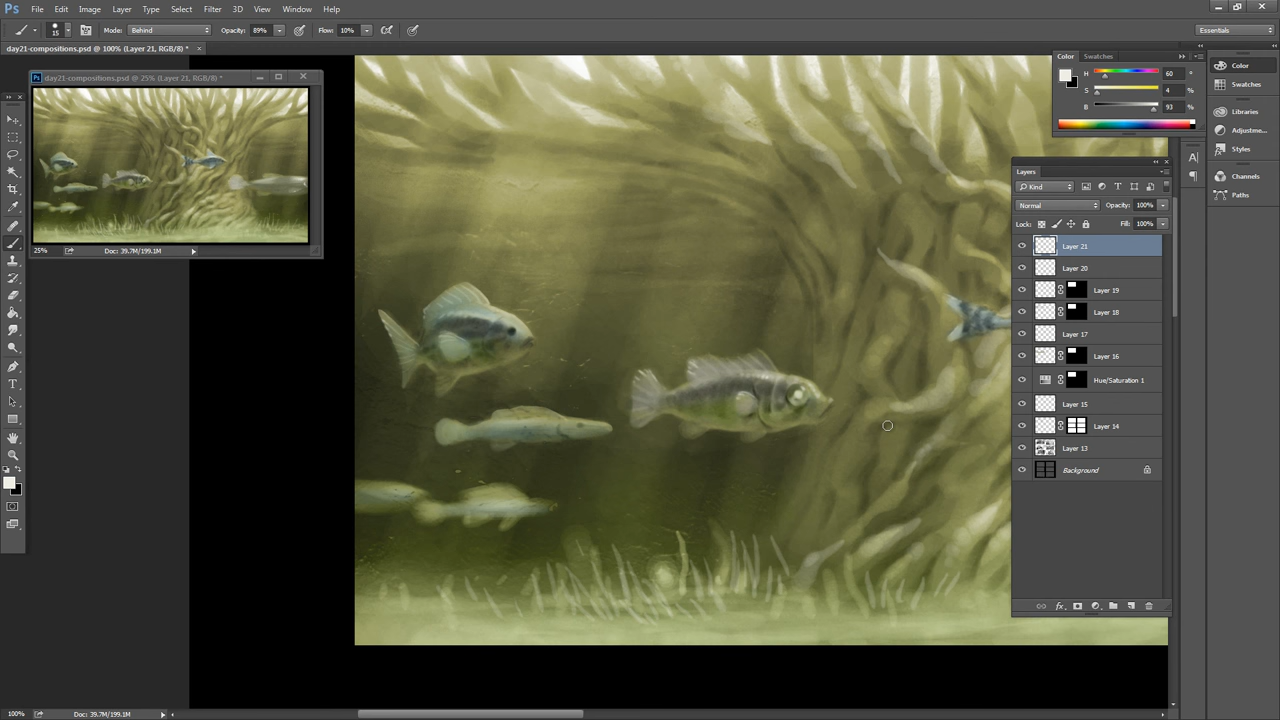 Ps File Edit Image Layer Type Select Filter 3D View Window Help
15 Mode: Behind Opacity: 89% Flow: 10% Essentials
day21-compositions.psd @ 100% (Layer 21, RGB/8) * ×
Color Swatches
H 60 °
S 4 %
B 93 %
Color
Swatches
Libraries
Adjustme...
Styles
Channels
Paths
Ps day21-compositions.psd @ 25% (Layer 21, RGB/8) *
25% Doc: 39.7M/199.1M
Layers
Kind
Normal Opacity: 100%
Lock: Fill: 100%
Layer 21
Layer 20
Layer 19
Layer 18
Layer 17
Layer 16
Hue/Saturation 1
Layer 15
Layer 14
Layer 13
Background
fx
100% Doc: 39.7M/199.1M